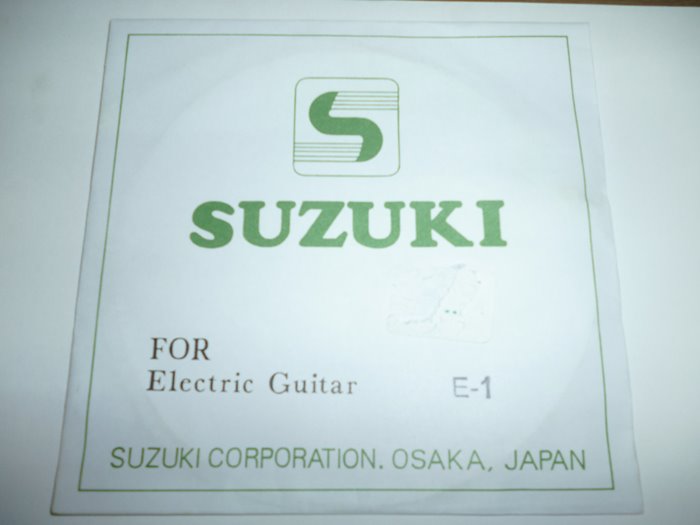 S
SUZUKI
FOR
Electric Guitar
E-1
SUZUKI CORPORATION. OSAKA, JAPAN